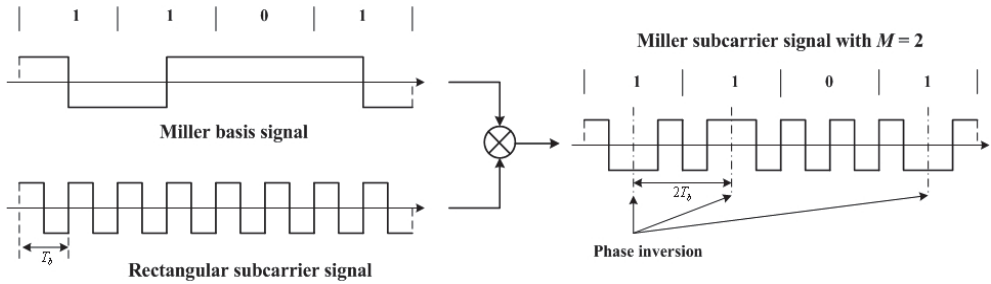 | 1 | 1 | 0 | 1 |
Miller basis signal
T_b
Rectangular subcarrier signal
Miller subcarrier signal with M = 2
| 1 | 1 | 0 | 1 |
2T_b
Phase inversion